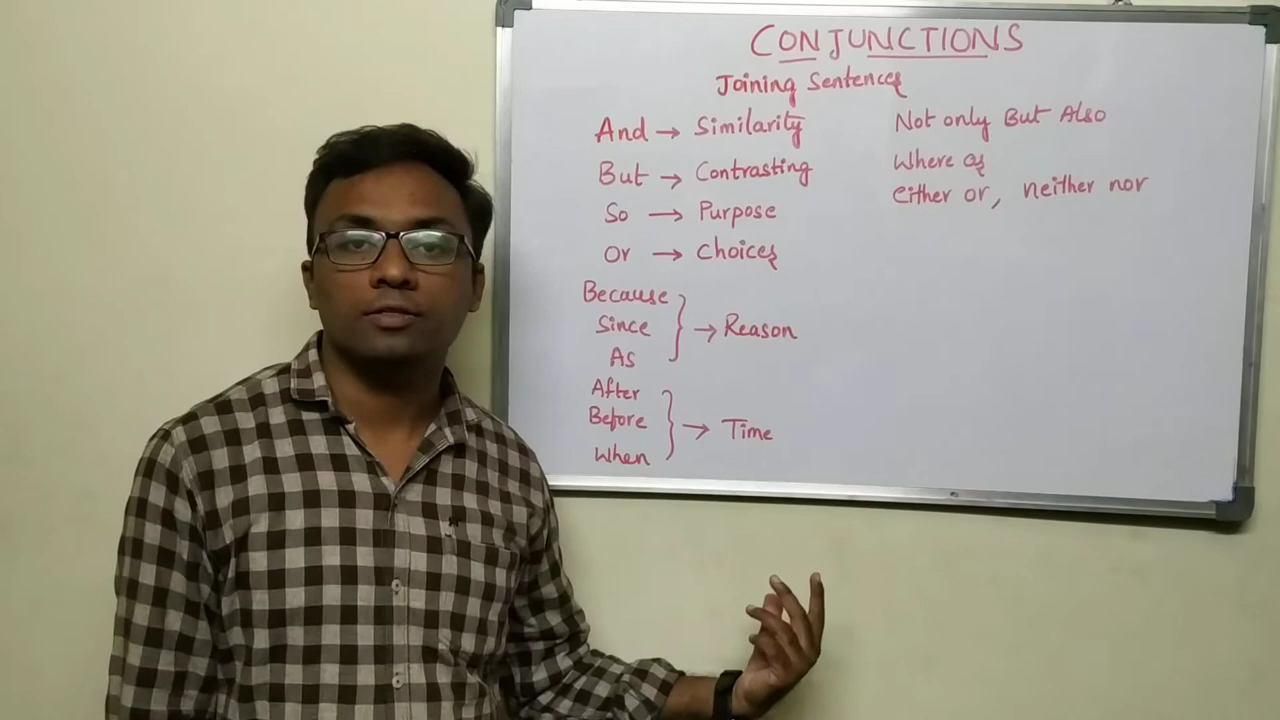 CONJUNCTIONS
Joining Sentences
And → Similarity
But → Contrasting
So → Purpose
Or → Choices
Because
Since
As
→ Reason
After
Before
When
→ Time
Not only But Also
Where as
Either or, neither nor